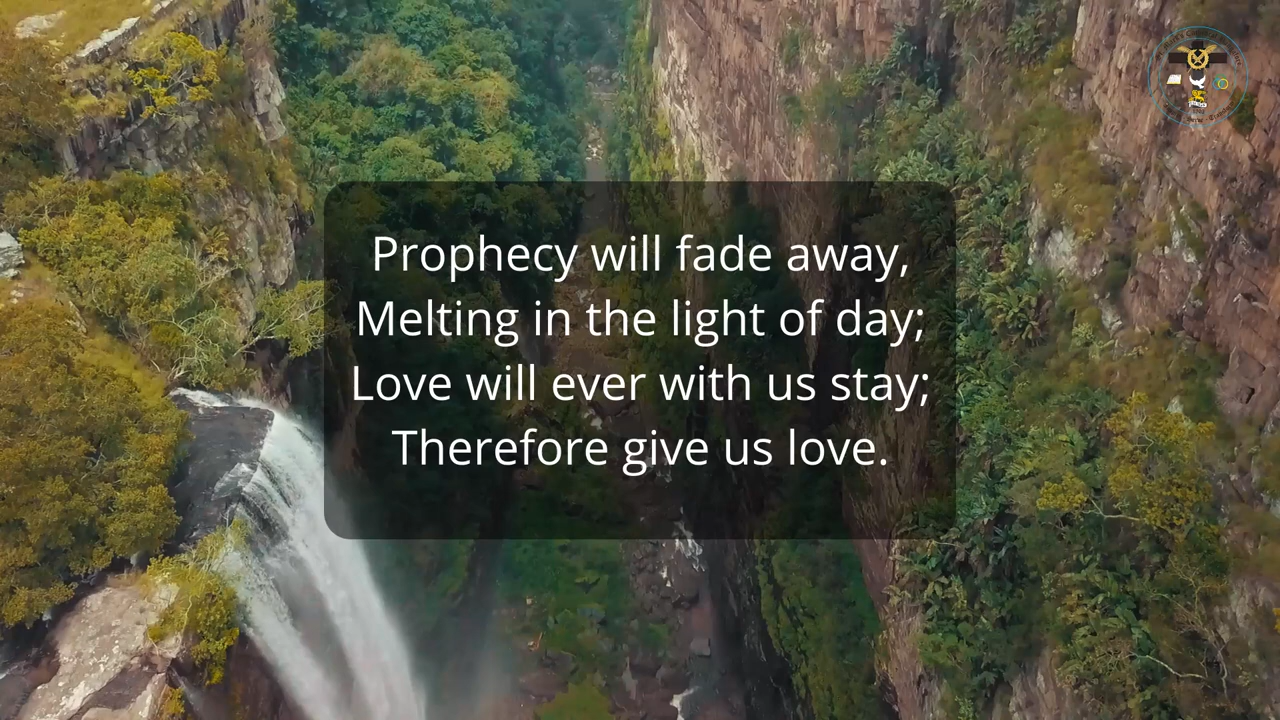 Prophecy will fade away,
Melting in the light of day;
Love will ever with us stay;
Therefore give us love.